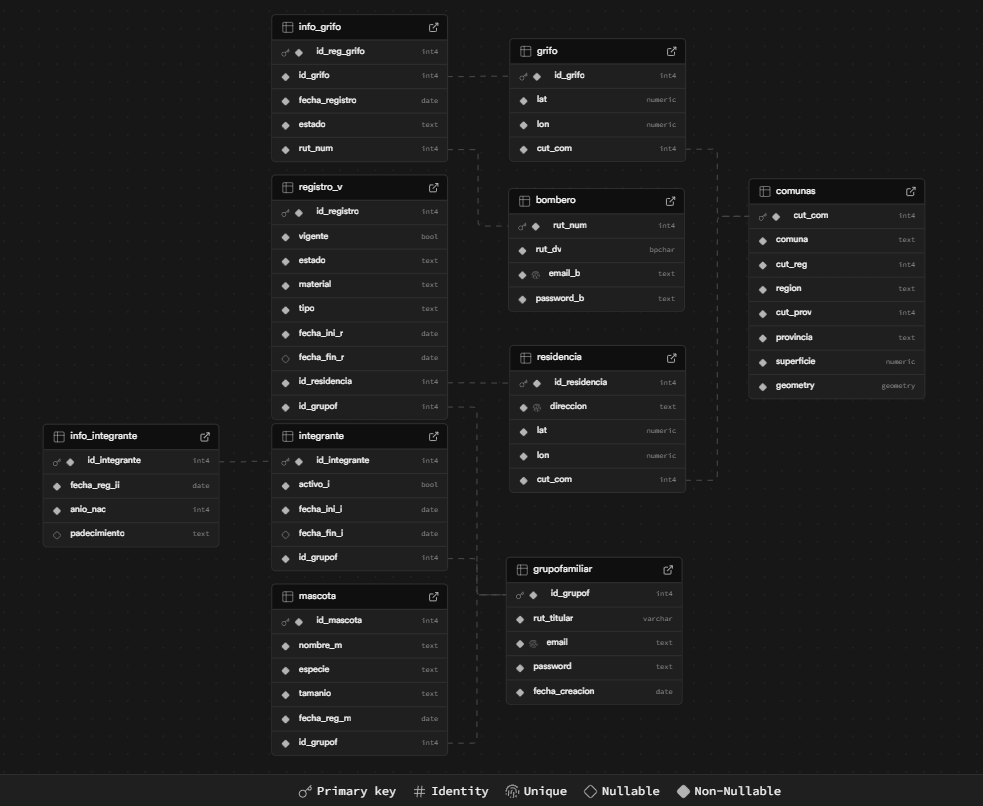 info_grifo
id_reg_grifo int4
id_grifo int4
fecha_registro date
estado text
rut_num int4
grifo
id_grifo int4
lat numeric
lon numeric
cut_com int4
registro_v
id_registro int4
vigente bool
estado text
material text
tipo text
fecha_ini_r date
fecha_fin_r date
id_residencia int4
id_grupof int4
bombero
rut_num int4
rut_dv bpchar
email_b text
password_b text
comunas
cut_com int4
comuna text
cut_reg int4
region text
cut_prov int4
provincia text
superficie numeric
geometry geometry
residencia
id_residencia int4
direccion text
lat numeric
lon numeric
cut_com int4
info_integrante
id_integrante int4
fecha_reg_ii date
anio_nac int4
padecimiento text
integrante
id_integrante int4
activo_i bool
fecha_ini_i date
fecha_fin_i date
id_grupof int4
grupofamiliar
id_grupof int4
rut_titular varchar
email text
password text
fecha_creacion date
mascota
id_mascota int4
nombre_m text
especie text
tamanio text
fecha_reg_m date
id_grupof int4
Primary key # Identity Unique Nullable Non-Nullable